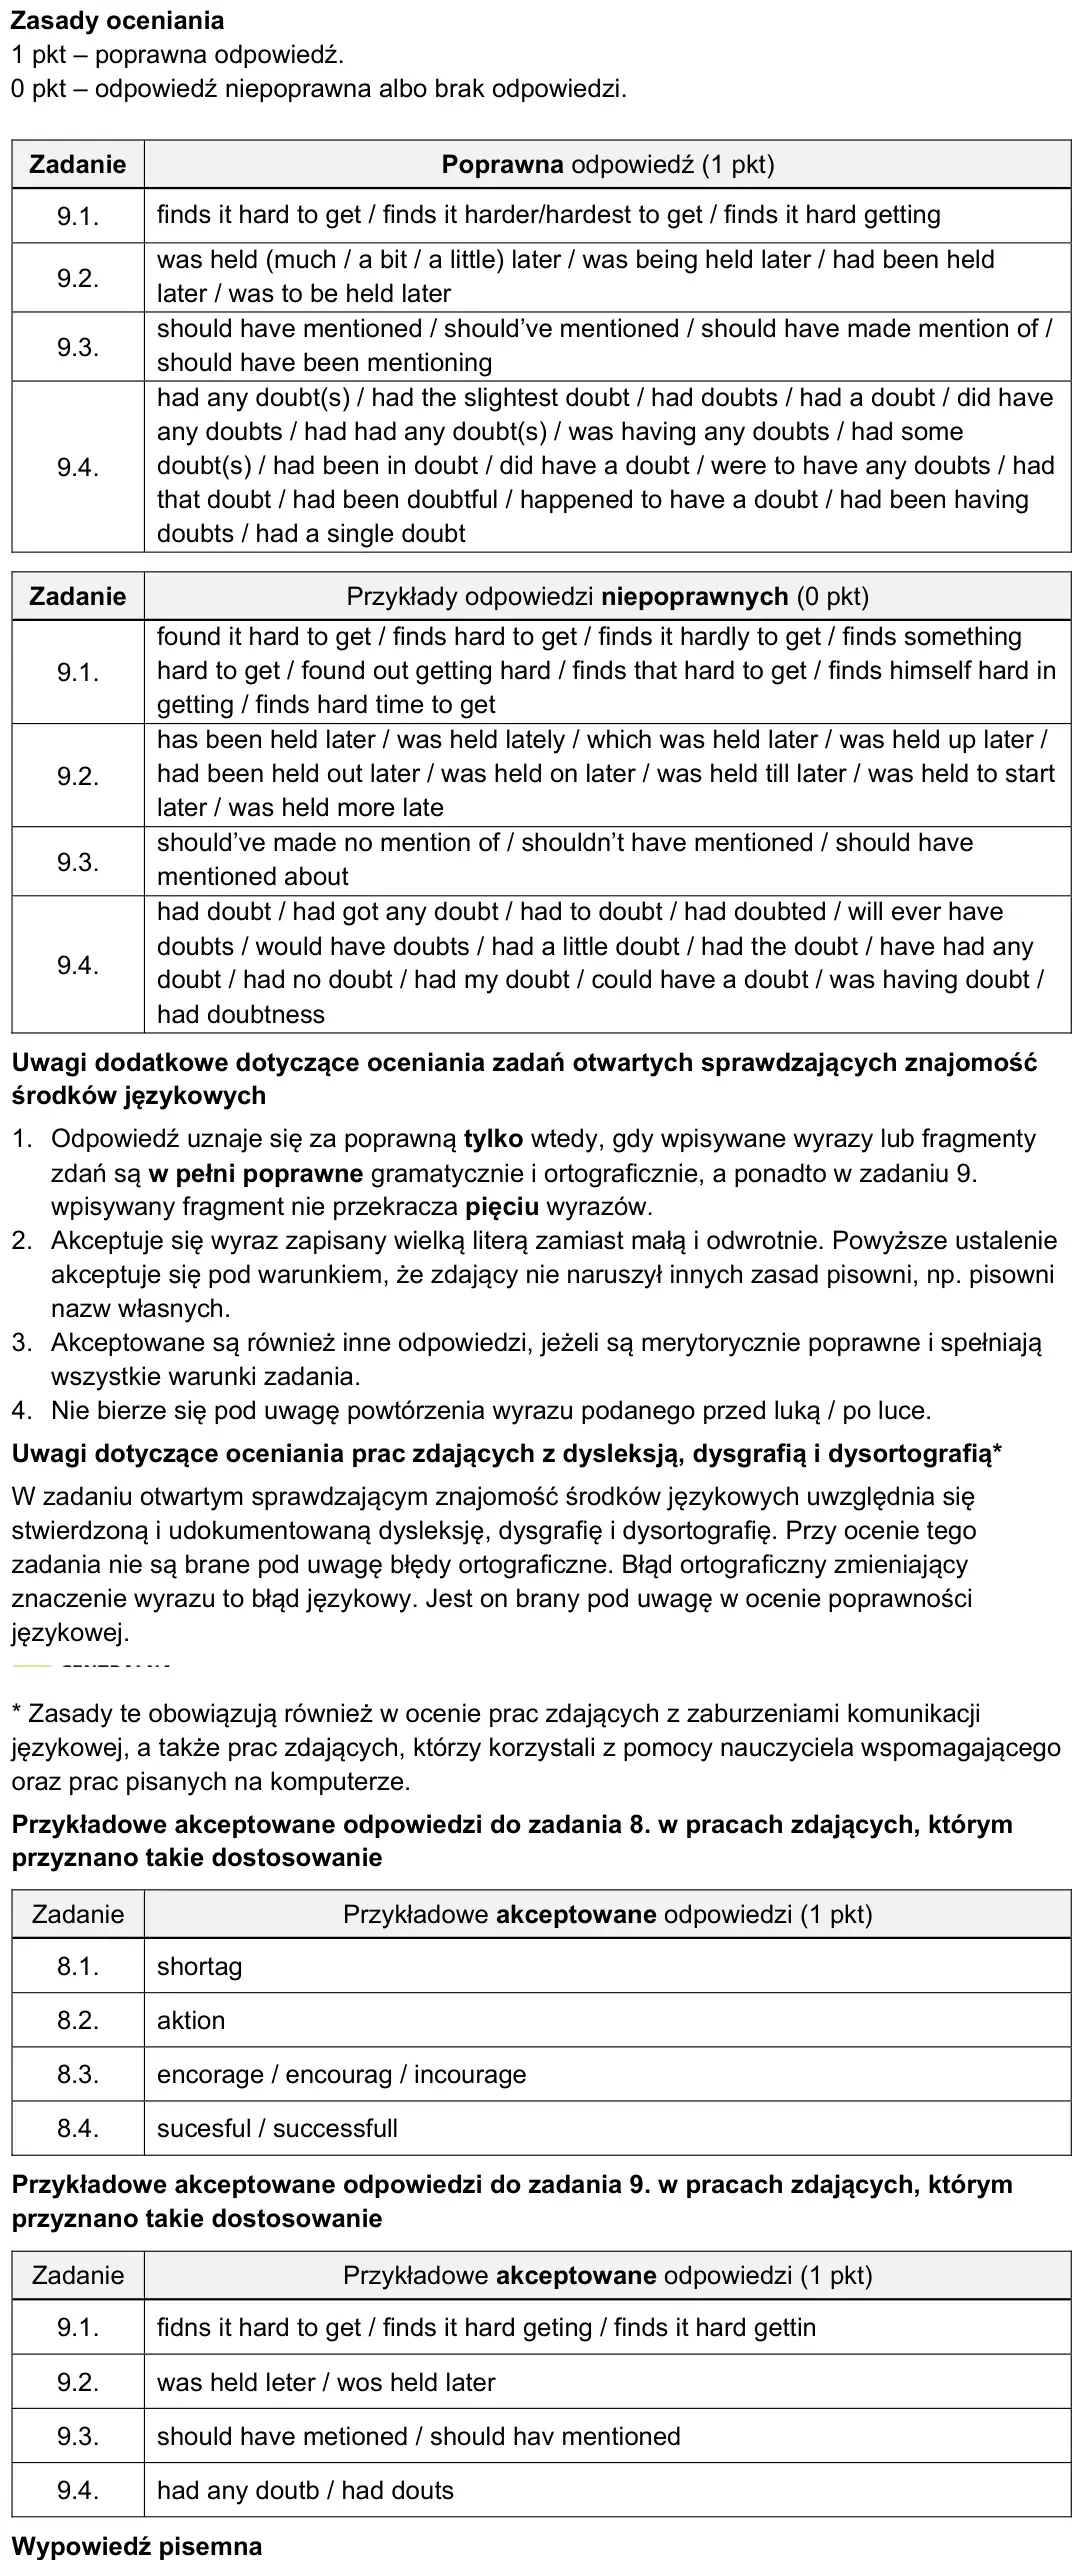 Zasady oceniania
1 pkt – poprawna odpowiedź.
0 pkt – odpowiedź niepoprawna albo brak odpowiedzi.
Zadanie Poprawna odpowiedź (1 pkt)
9.1. finds it hard to get / finds it harder/hardest to get / finds it hard getting
9.2. was held (much / a bit / a little) later / was being held later / had been held
later / was to be held later
9.3. should have mentioned / should’ve mentioned / should have made mention of /
should have been mentioning
9.4. had any doubt(s) / had the slightest doubt / had doubts / had a doubt / did have
any doubts / had had any doubt(s) / was having any doubts / had some
doubt(s) / had been in doubt / did have a doubt / were to have any doubts / had
that doubt / had been doubtful / happened to have a doubt / had been having
doubts / had a single doubt
Zadanie Przykłady odpowiedzi niepoprawnych (0 pkt)
9.1. found it hard to get / finds hard to get / finds it hardly to get / finds something
hard to get / found out getting hard / finds that hard to get / finds himself hard in
getting / finds hard time to get
9.2. has been held later / was held lately / which was held later / was held up later /
had been held out later / was held on later / was held till later / was held to start
later / was held more late
9.3. should’ve made no mention of / shouldn’t have mentioned / should have
mentioned about
9.4. had doubt / had got any doubt / had to doubt / had doubted / will ever have
doubts / would have doubts / had a little doubt / had the doubt / have had any
doubt / had no doubt / had my doubt / could have a doubt / was having doubt /
had doubtness
Uwagi dodatkowe dotyczące oceniania zadań otwartych sprawdzających znajomość
środków językowych
1. Odpowiedź uznaje się za poprawną tylko wtedy, gdy wpisywane wyrazy lub fragmenty
zdań są w pełni poprawne gramatycznie i ortograficznie, a ponadto w zadaniu 9.
wpisywany fragment nie przekracza pięciu wyrazów.
2. Akceptuje się wyraz zapisany wielką literą zamiast małą i odwrotnie. Powyższe ustalenie
akceptuje się pod warunkiem, że zdający nie naruszył innych zasad pisowni, np. pisowni
nazw własnych.
3. Akceptowane są również inne odpowiedzi, jeżeli są merytorycznie poprawne i spełniają
wszystkie warunki zadania.
4. Nie bierze się pod uwagę powtórzenia wyrazu podanego przed luką / po luce.
Uwagi dotyczące oceniania prac zdających z dysleksją, dysgrafią i dysortografią*
W zadaniu otwartym sprawdzającym znajomość środków językowych uwzględnia się
stwierdzoną i udokumentowaną dysleksję, dysgrafię i dysortografię. Przy ocenie tego
zadania nie są brane pod uwagę błędy ortograficzne. Błąd ortograficzny zmieniający
znaczenie wyrazu to błąd językowy. Jest on brany pod uwagę w ocenie poprawności
językowej.
* Zasady te obowiązują również w ocenie prac zdających z zaburzeniami komunikacji
językowej, a także prac zdających, którzy korzystali z pomocy nauczyciela wspomagającego
oraz prac pisanych na komputerze.
Przykładowe akceptowane odpowiedzi do zadania 8. w pracach zdających, którym
przyznano takie dostosowanie
Zadanie Przykładowe akceptowane odpowiedzi (1 pkt)
8.1. shortag
8.2. aktion
8.3. encorage / encourag / incourage
8.4. sucesful / successfull
Przykładowe akceptowane odpowiedzi do zadania 9. w pracach zdających, którym
przyznano takie dostosowanie
Zadanie Przykładowe akceptowane odpowiedzi (1 pkt)
9.1. fidns it hard to get / finds it hard geting / finds it hard gettin
9.2. was held leter / wos held later
9.3. should have metioned / should hav mentioned
9.4. had any doutb / had douts
Wypowiedź pisemna